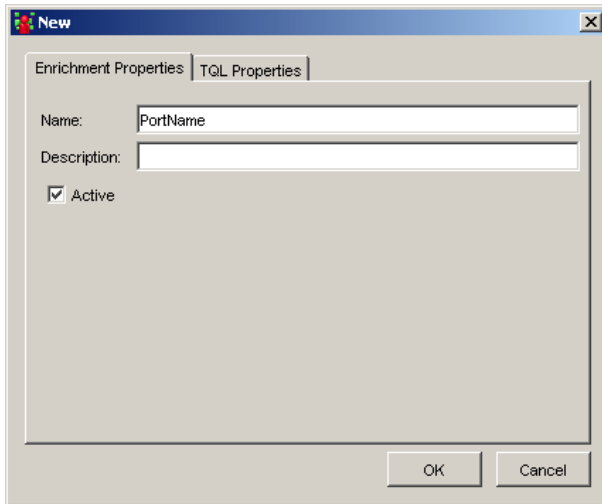 New
Enrichment Properties TQL Properties
Name: PortName
Description:
Active
OK Cancel